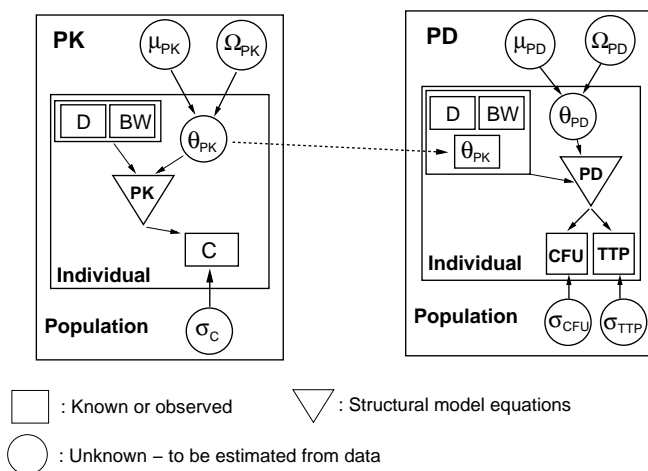 PK
μPK
ΩPK
D
BW
θPK
PK
C
Individual
Population
σC
PD
μPD
ΩPD
D
BW
θPK
θPD
PD
CFU
TTP
Individual
Population
σCFU
σTTP
: Known or observed
: Structural model equations
: Unknown – to be estimated from data